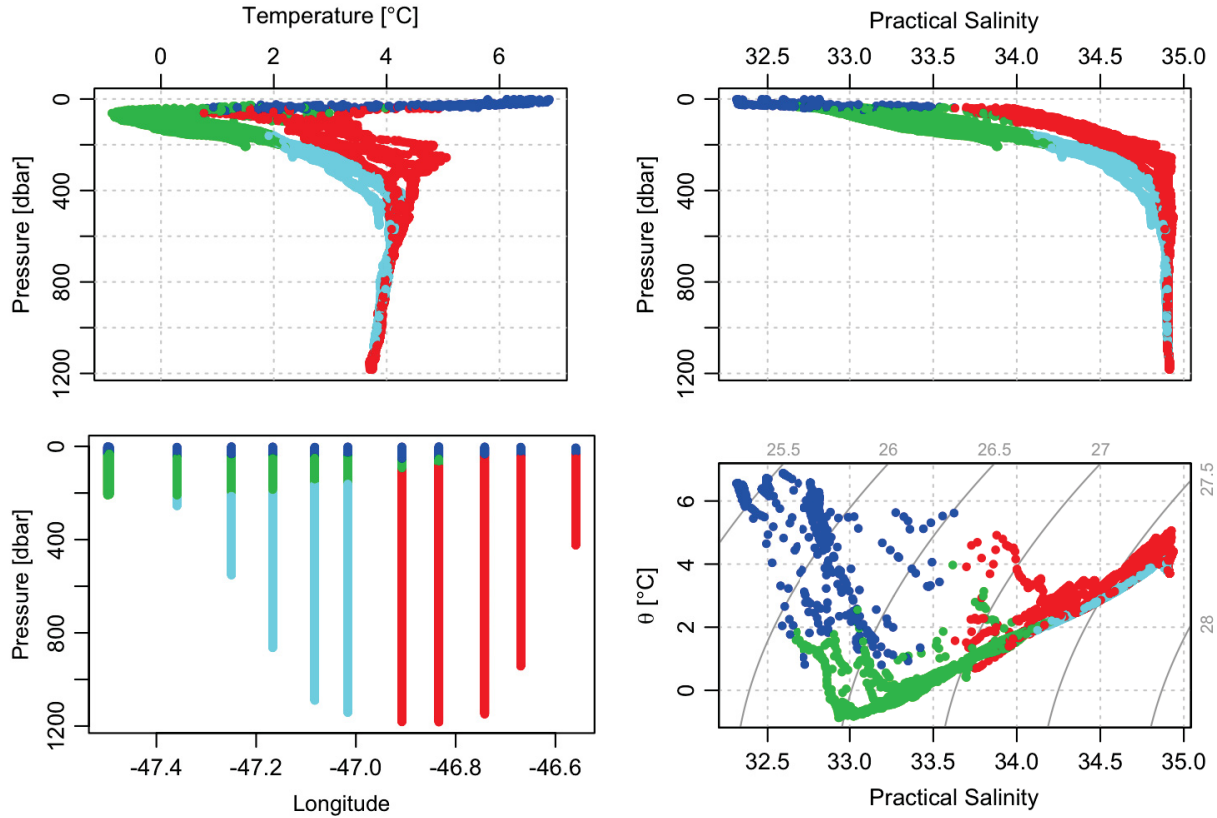 Temperature [°C]
0 2 4 6
Pressure [dbar]
0 400 800 1200
Practical Salinity
32.5 33.0 33.5 34.0 34.5 35.0
Pressure [dbar]
0 400 800 1200
Pressure [dbar]
0 400 800 1200
-47.4 -47.2 -47.0 -46.8 -46.6
Longitude
25.5 26 26.5 27
27.5
28
θ [°C]
6 4 2 0
32.5 33.0 33.5 34.0 34.5 35.0
Practical Salinity